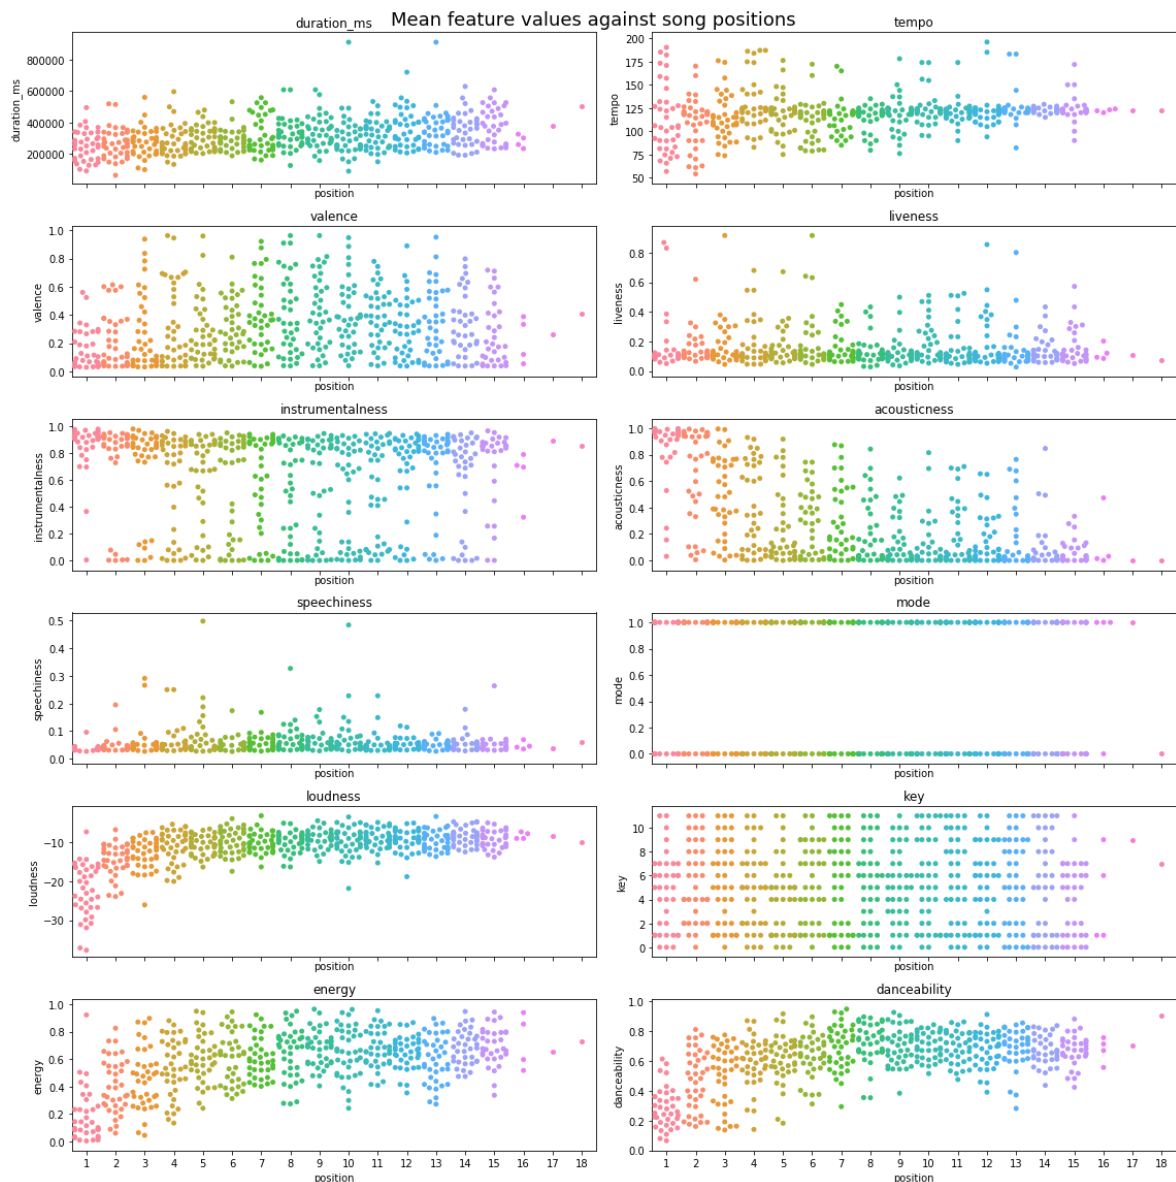 Mean feature values against song positions
duration_ms
duration_ms
800000
600000
400000
200000
position
tempo
tempo
200
175
150
125
100
75
50
position
valence
valence
1.0
0.8
0.6
0.4
0.2
0.0
position
liveness
liveness
0.8
0.6
0.4
0.2
0.0
position
instrumentalness
instrumentalness
1.0
0.8
0.6
0.4
0.2
0.0
position
acousticness
acousticness
1.0
0.8
0.6
0.4
0.2
0.0
position
speechiness
speechiness
0.5
0.4
0.3
0.2
0.1
0.0
position
mode
mode
1.0
0.8
0.6
0.4
0.2
0.0
position
loudness
loudness
−10
−20
−30
position
key
key
10
8
6
4
2
0
position
energy
energy
1.0
0.8
0.6
0.4
0.2
0.0
1 2 3 4 5 6 7 8 9 10 11 12 13 14 15 16 17 18
position
danceability
danceability
1.0
0.8
0.6
0.4
0.2
0.0
1 2 3 4 5 6 7 8 9 10 11 12 13 14 15 16 17 18
position